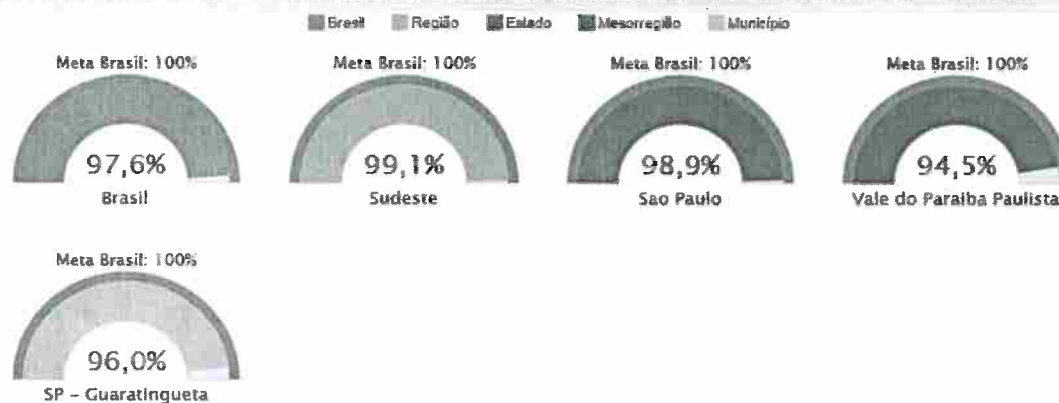 Brasil Região Estado Mesorregião Município
Meta Brasil: 100% Meta Brasil: 100% Meta Brasil: 100% Meta Brasil: 100%
97,6% 99,1% 98,9% 94,5%
Brasil Sudeste Sao Paulo Vale do Paraiba Paulista
Meta Brasil: 100%
96,0%
SP - Guaratingueta